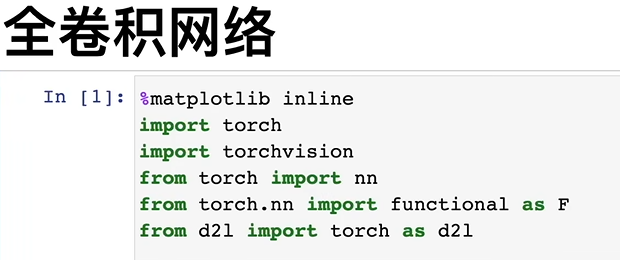 全卷积网络
In [1]: %matplotlib inline
import torch
import torchvision
from torch import nn
from torch.nn import functional as F
from d2l import torch as d2l